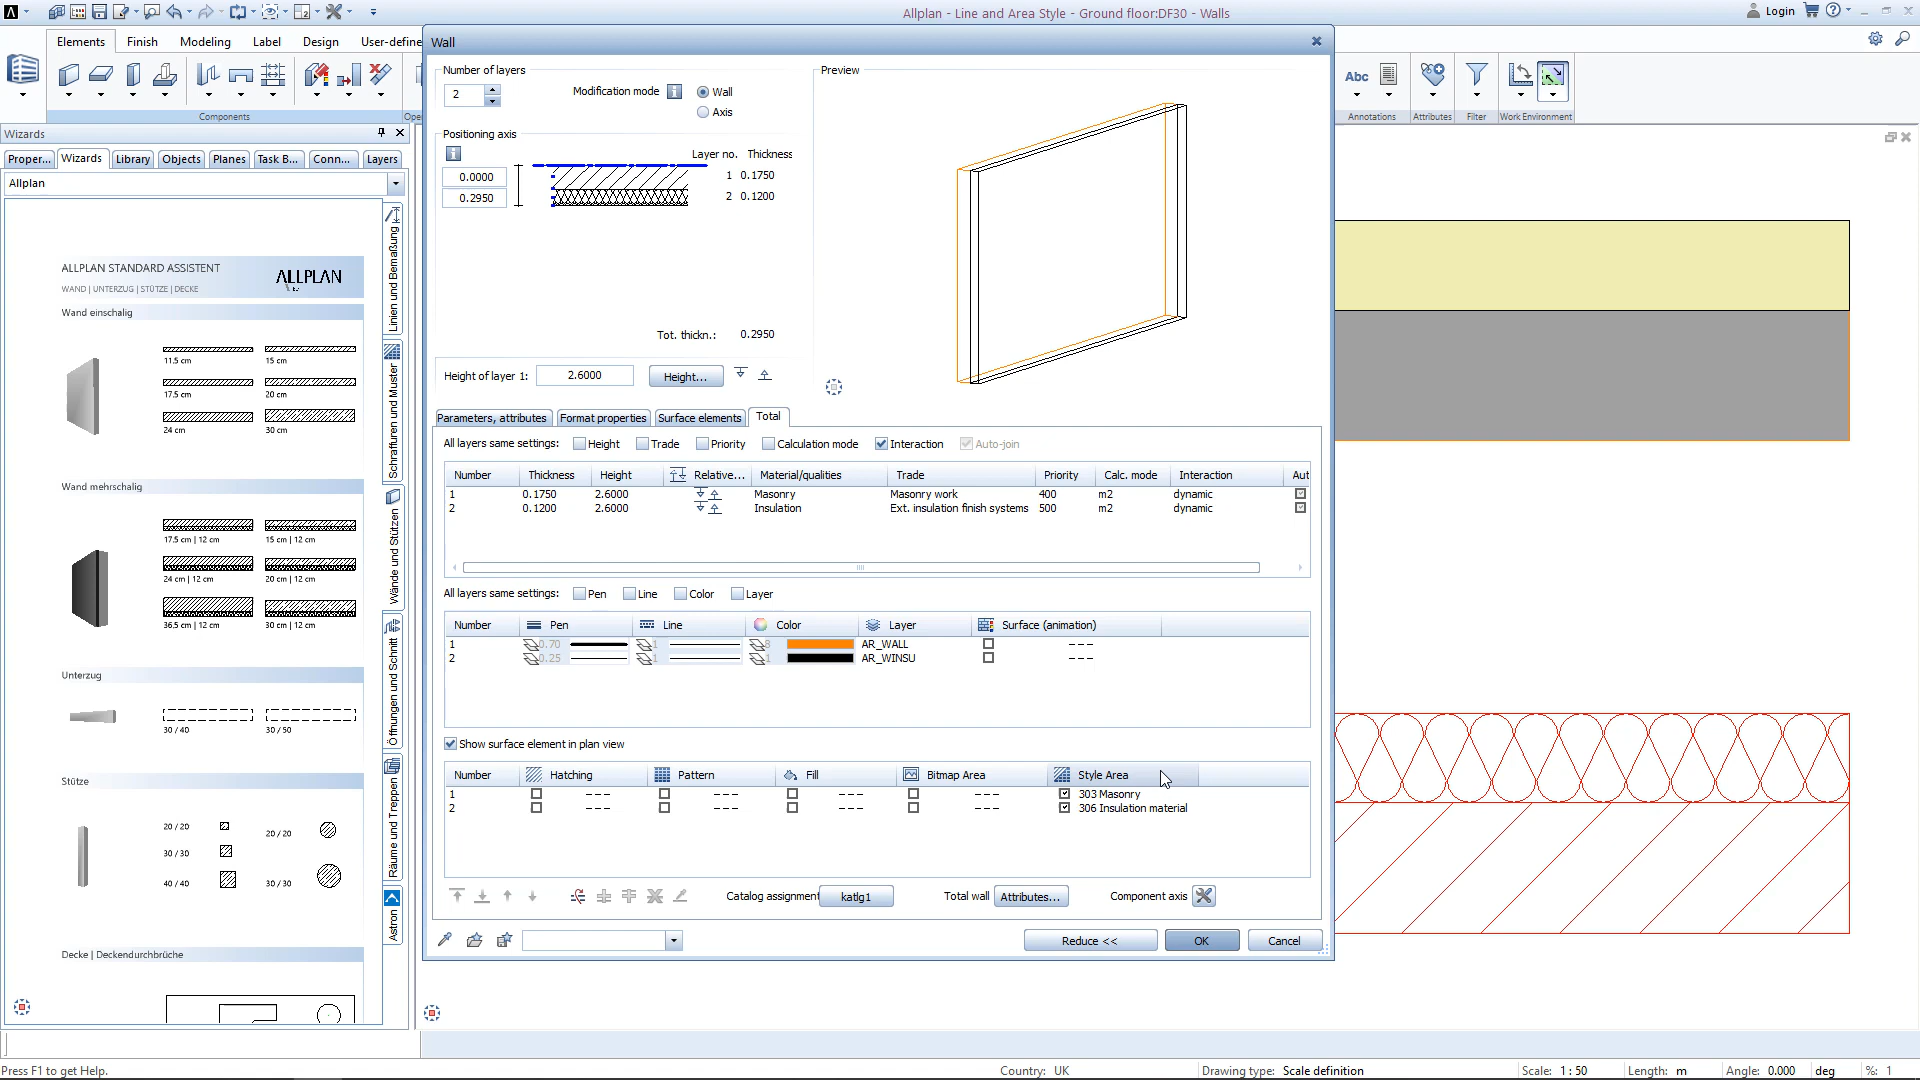 Allplan - Line and Area Style - Ground floor:DF30 - Walls
Login
Elements Finish Modeling Label Design User-define
Wall
Components
Annotations Attributes Filter Work Environment
Abc
Wizards
Proper... Wizards Library Objects Planes Task B... Conn... Layers
Allplan
ALLPLAN STANDARD ASSISTENT
ALLPLAN
WAND | UNTERZUG | STÜTZE | DECKE
Wand einschalig
11.5 cm 15 cm
17.5 cm 20 cm
24 cm 30 cm
Wand mehrschalig
17.5 cm | 12 cm 15 cm | 12 cm
24 cm | 12 cm 20 cm | 12 cm
36.5 cm | 12 cm 30 cm | 12 cm
Unterzug
30 / 40 30 / 50
Stütze
20 / 20 20 / 20
30 / 30
40 / 40 30 / 30
Decke | Deckendurchbrüche
Linien und Bemaßung
Schraffuren und Muster
Wände und Stützen
Öffnungen und Schnitt
Räume und Treppen
Astron
Number of layers
2
Modification mode
Wall
Axis
Preview
Positioning axis
Layer no. Thickness
0.0000
0.2950
1 0.1750
2 0.1200
Tot. thickn.: 0.2950
Height of layer 1: 2.6000 Height...
Parameters, attributes Format properties Surface elements Total
All layers same settings: Height Trade Priority Calculation mode Interaction Auto-join
Number Thickness Height Relative... Material/qualities Trade Priority Calc. mode Interaction Aut
1 0.1750 2.6000 Masonry Masonry work 400 m2 dynamic
2 0.1200 2.6000 Insulation Ext. insulation finish systems 500 m2 dynamic
All layers same settings: Pen Line Color Layer
Number Pen Line Color Layer Surface (animation)
1 0.70 1 8 AR_WALL ---
2 0.25 1 1 AR_WINSU ---
Show surface element in plan view
Number Hatching Pattern Fill Bitmap Area Style Area
1 --- --- --- --- 303 Masonry
2 --- --- --- --- 306 Insulation material
Catalog assignment katlg1 Total wall Attributes... Component axis
Reduce << OK Cancel
Press F1 to get Help.
Country: UK Drawing type: Scale definition Scale: 1 : 50 Length: m Angle: 0.000 deg %: 1